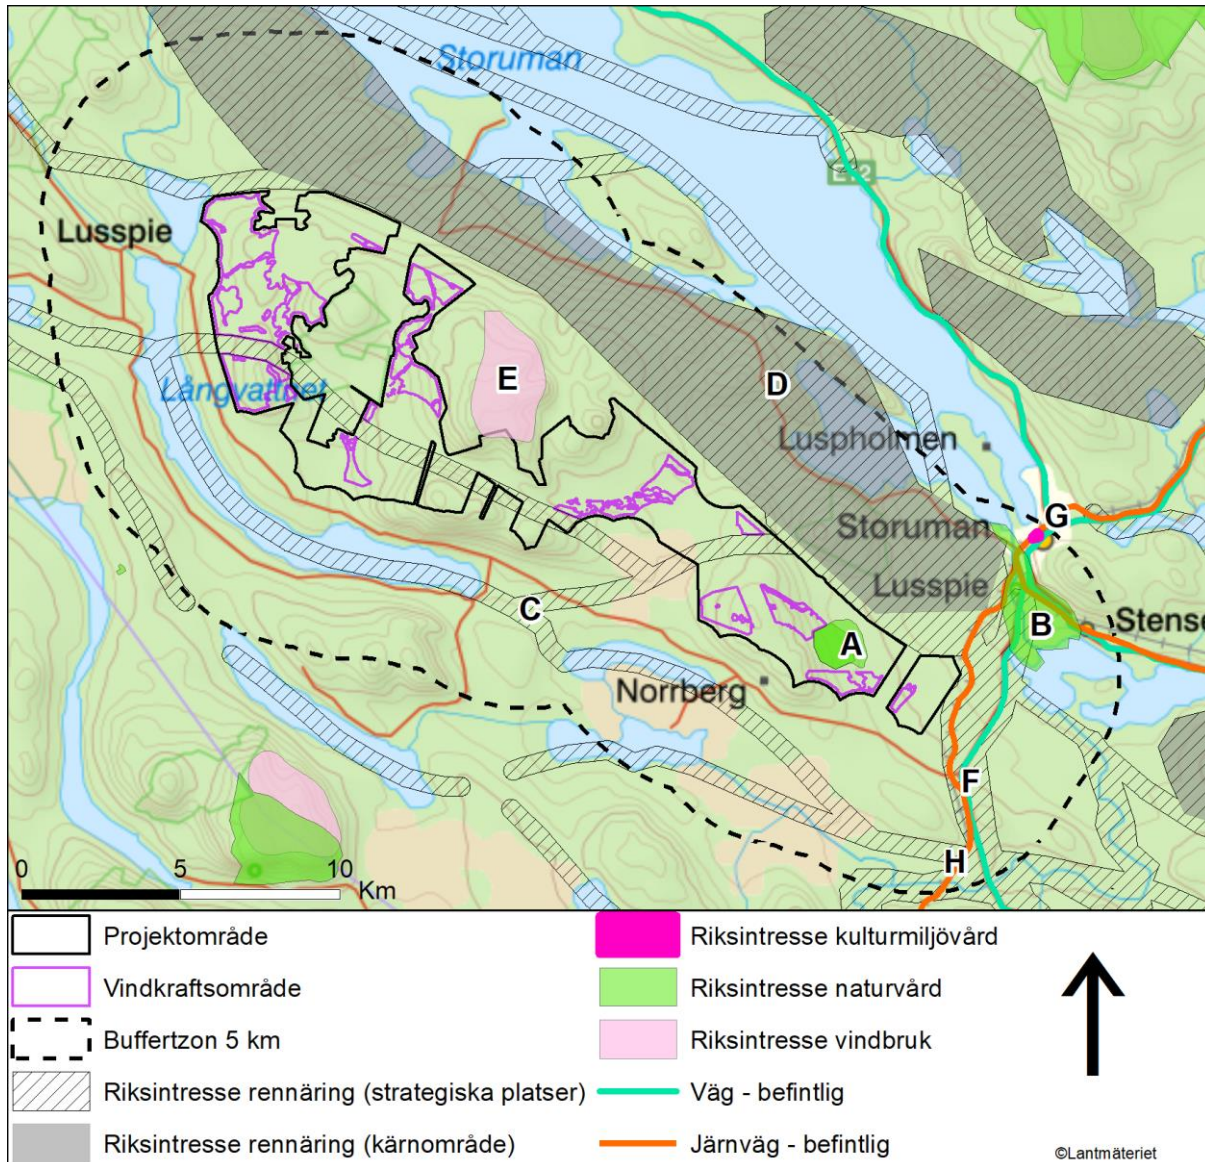 Storuman
E12
Lusspie
E
D
Långvattnet
Luspholmen
G
Storuman
Lusspie
C
B
Stense
A
Norrberg
F
H
0 5 10
Km
Projektområde
Riksintresse kulturmiljövård
Vindkraftsområde
Riksintresse naturvård
Buffertzon 5 km
Riksintresse vindbruk
Riksintresse rennäring (strategiska platser)
Väg - befintlig
Riksintresse rennäring (kärnområde)
Järnväg - befintlig
©Lantmäteriet